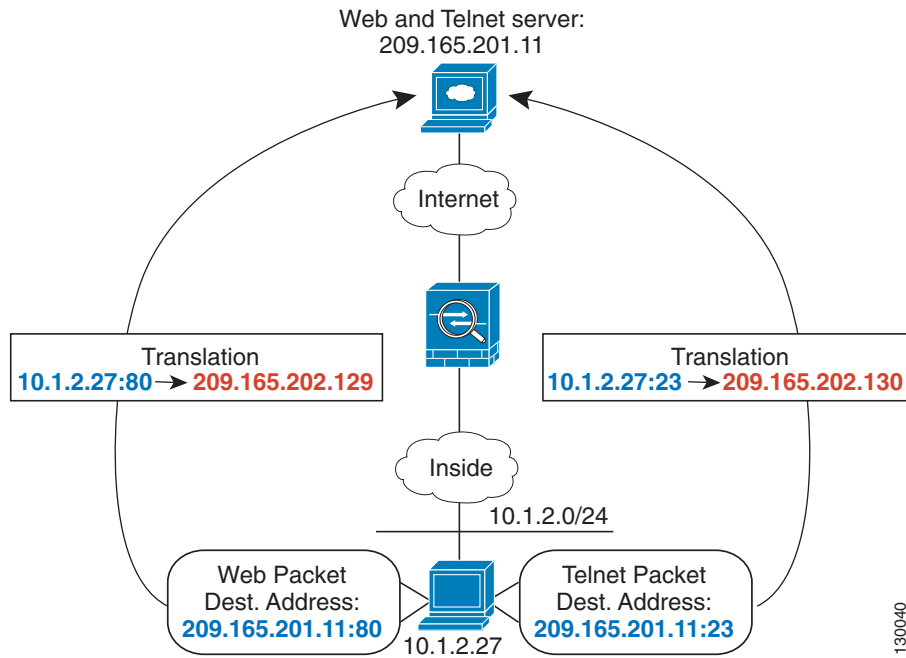 Web and Telnet server:
209.165.201.11
Internet
Translation
10.1.2.27:80 → 209.165.202.129
Translation
10.1.2.27:23 → 209.165.202.130
Inside
10.1.2.0/24
Web Packet
Dest. Address:
209.165.201.11:80
Telnet Packet
Dest. Address:
209.165.201.11:23
10.1.2.27
130040